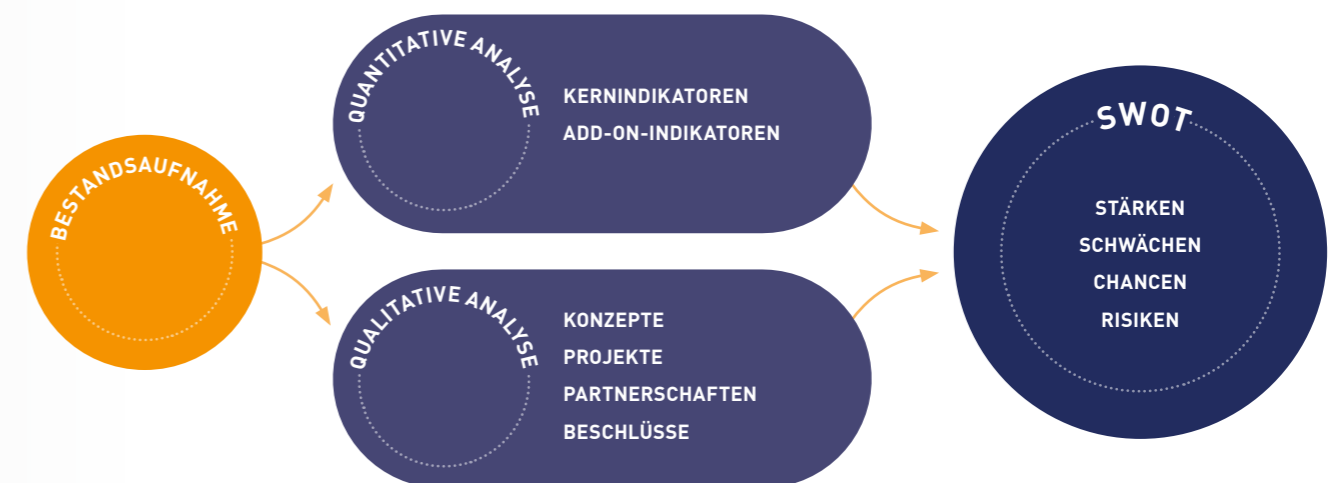 BESTANDSAUFNAHME
QUANTITATIVE ANALYSE
KERNINDIKATOREN
ADD-ON-INDIKATOREN
QUALITATIVE ANALYSE
KONZEPTE
PROJEKTE
PARTNERSCHAFTEN
BESCHLÜSSE
SWOT
STÄRKEN
SCHWÄCHEN
CHANCEN
RISIKEN